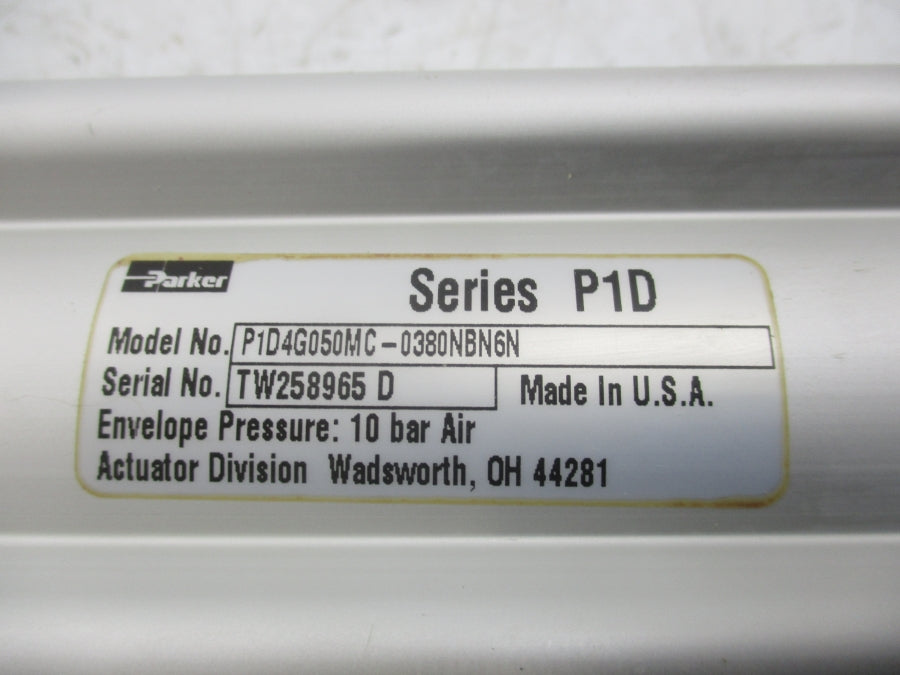 Parker Series P1D
Model No. P1D4G050MC-0380NBN6N
Serial No. TW258965 D Made In U.S.A.
Envelope Pressure: 10 bar Air
Actuator Division Wadsworth, OH 44281